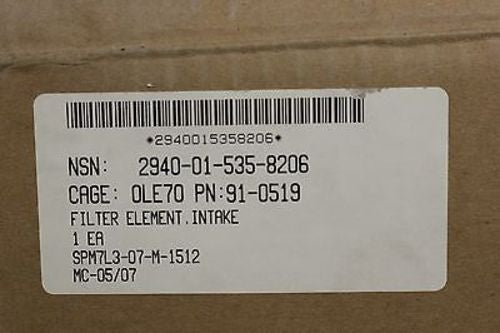 *2940015358206*
NSN: 2940-01-535-8206
CAGE: 0LE70 PN:91-0519
FILTER ELEMENT.INTAKE
1 EA
SPM7L3-07-M-1512
MC-05/07